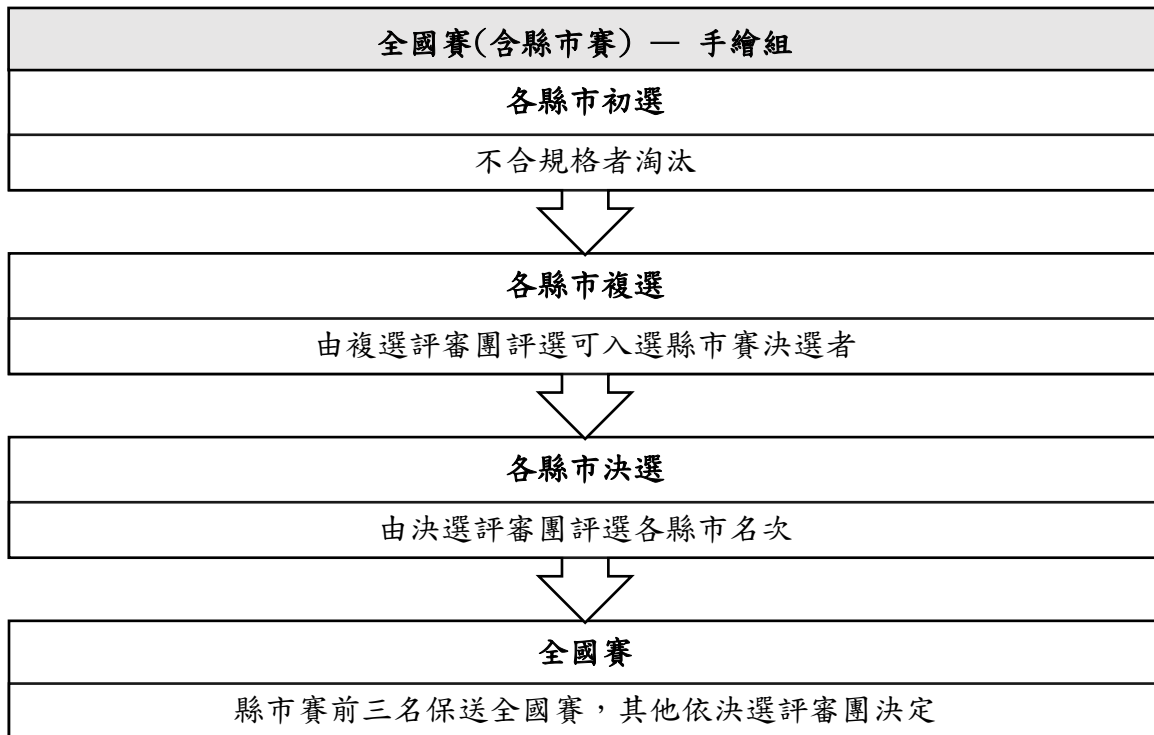 全國賽(含縣市賽) — 手繪組
各縣市初選
不合規格者淘汰
各縣市複選
由複選評審團評選可入選縣市賽決選者
各縣市決選
由決選評審團評選各縣市名次
全國賽
縣市賽前三名保送全國賽，其他依決選評審團決定